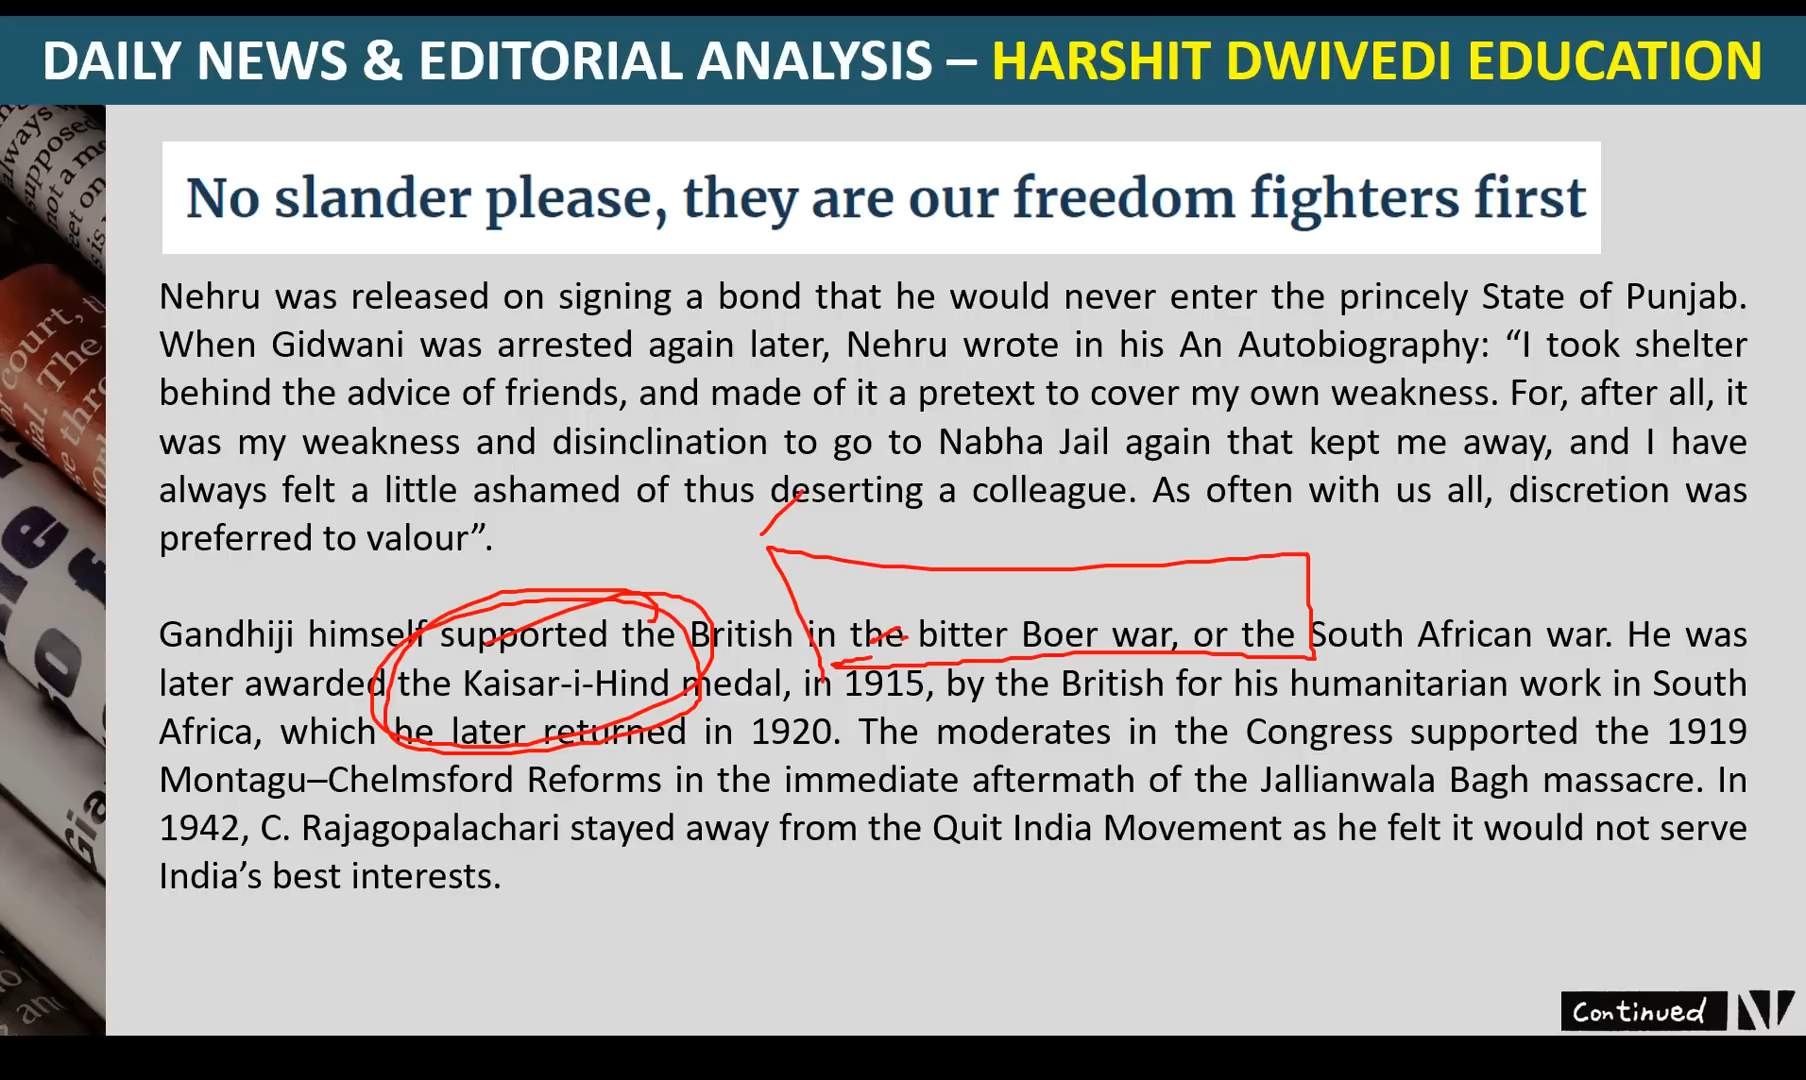 DAILY NEWS & EDITORIAL ANALYSIS – HARSHIT DWIVEDI EDUCATION
No slander please, they are our freedom fighters first
Nehru was released on signing a bond that he would never enter the princely State of Punjab.
When Gidwani was arrested again later, Nehru wrote in his An Autobiography: “I took shelter
behind the advice of friends, and made of it a pretext to cover my own weakness. For, after all, it
was my weakness and disinclination to go to Nabha Jail again that kept me away, and I have
always felt a little ashamed of thus deserting a colleague. As often with us all, discretion was
preferred to valour”.
Gandhiji himself supported the British in the bitter Boer war, or the South African war. He was
later awarded the Kaisar-i-Hind medal, in 1915, by the British for his humanitarian work in South
Africa, which he later returned in 1920. The moderates in the Congress supported the 1919
Montagu–Chelmsford Reforms in the immediate aftermath of the Jallianwala Bagh massacre. In
1942, C. Rajagopalachari stayed away from the Quit India Movement as he felt it would not serve
India’s best interests.
Continued